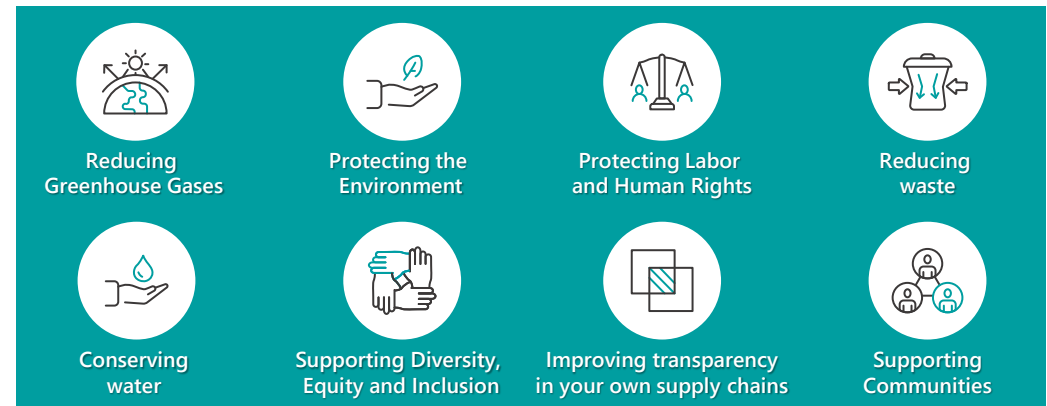 Reducing
Greenhouse Gases
Protecting the
Environment
Protecting Labor
and Human Rights
Reducing
waste
Conserving
water
Supporting Diversity,
Equity and Inclusion
Improving transparency
in your own supply chains
Supporting
Communities